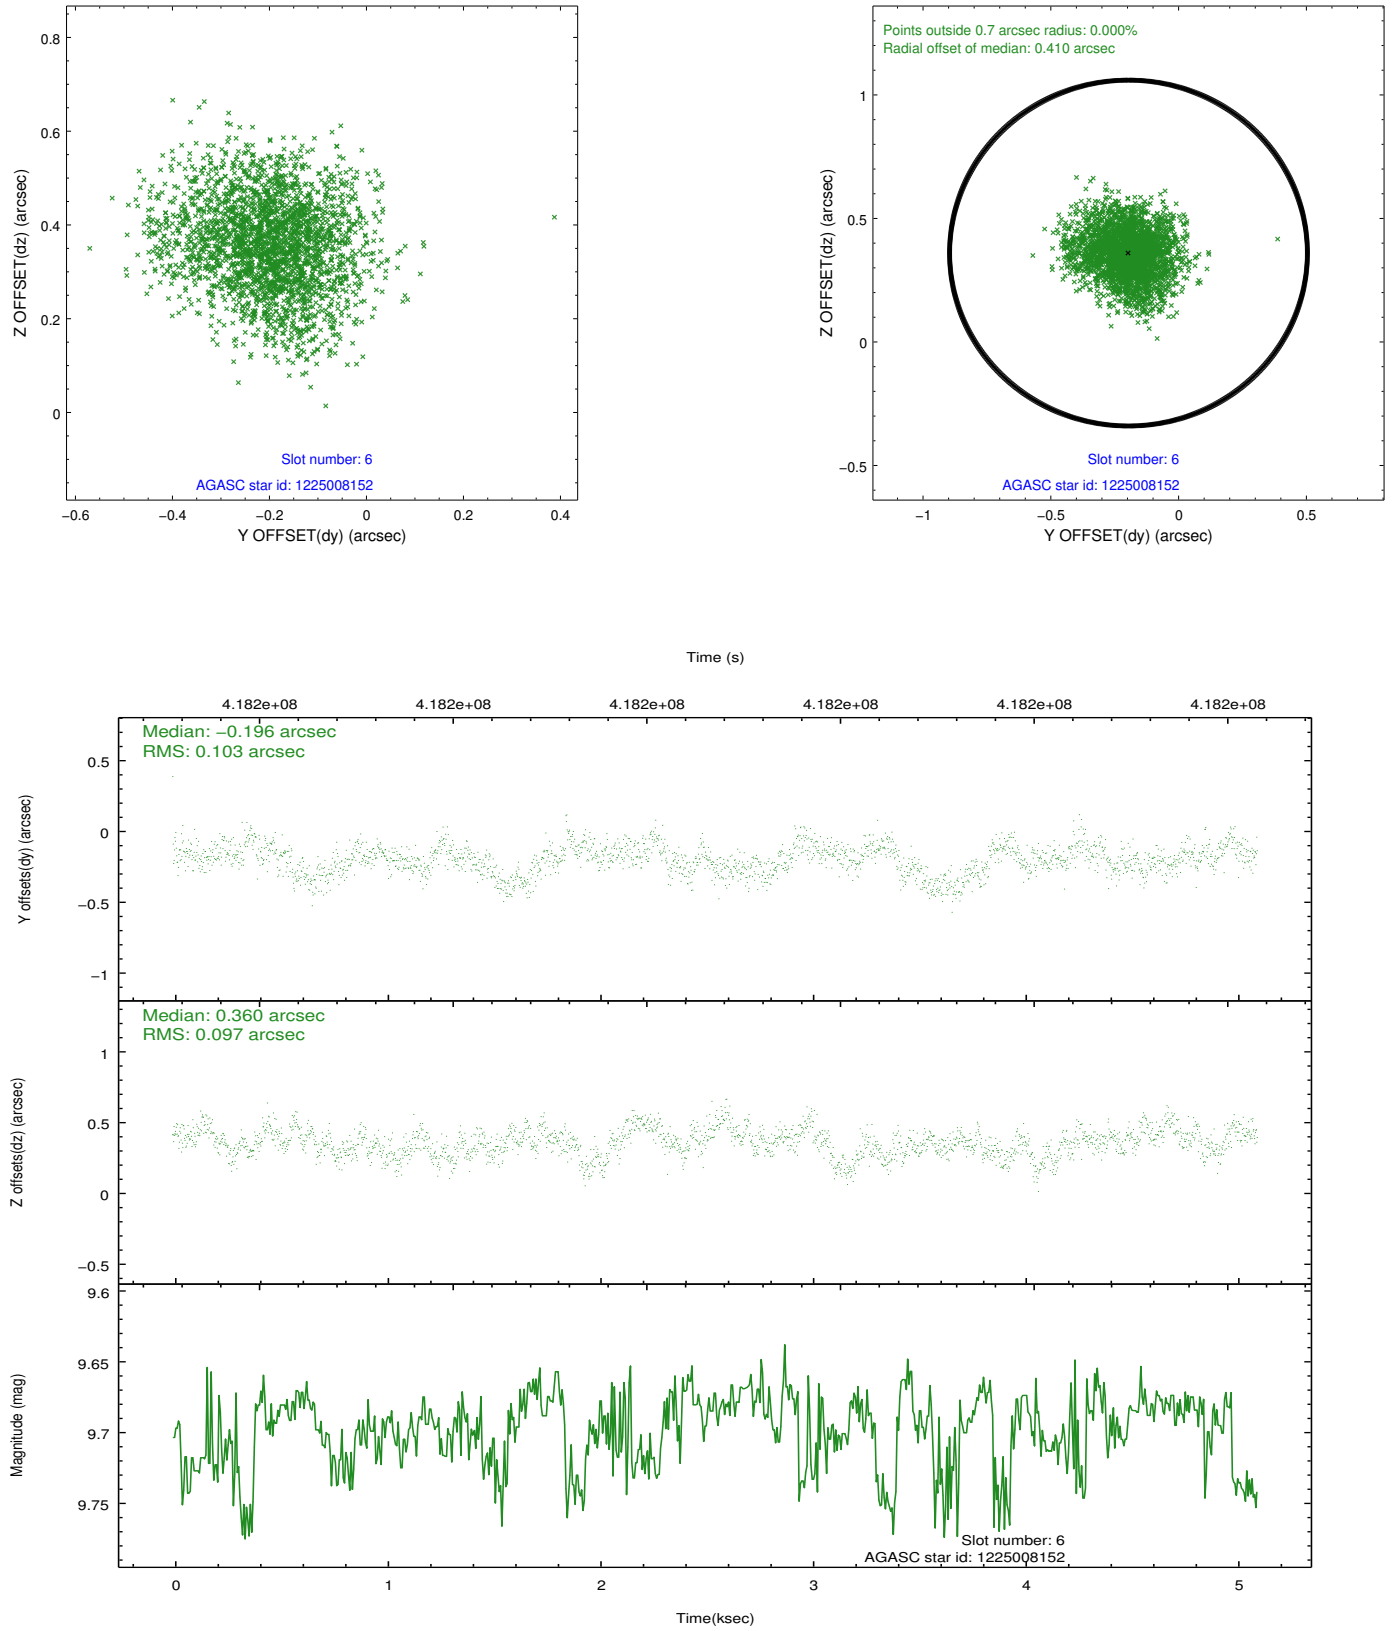 0.8
0.6
0.4
0.2
0
−0.6
−0.4
−0.2
0
0.2
0.4
Z OFFSET(dz) (arcsec)
Y OFFSET(dy) (arcsec)
Slot number: 6
AGASC star id: 1225008152
Points outside 0.7 arcsec radius: 0.000%
Radial offset of median: 0.410 arcsec
1
0.5
0
−0.5
−1
−0.5
0
0.5
Z OFFSET(dz) (arcsec)
Y OFFSET(dy) (arcsec)
Slot number: 6
AGASC star id: 1225008152
Time (s)
4.182e+08
4.182e+08
4.182e+08
4.182e+08
4.182e+08
4.182e+08
Median: −0.196 arcsec
RMS: 0.103 arcsec
0.5
0
−0.5
−1
Y offsets(dy) (arcsec)
Median: 0.360 arcsec
RMS: 0.097 arcsec
1
0.5
0
−0.5
Z offsets(dz) (arcsec)
9.6
9.65
9.7
9.75
Magnitude (mag)
Slot number: 6
AGASC star id: 1225008152
0
1
2
3
4
5
Time(ksec)